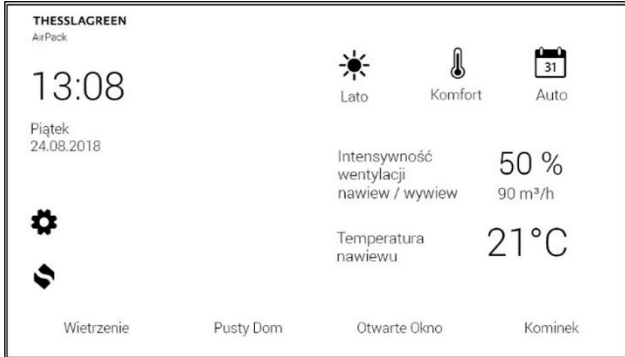 THESSLAGREEN
AirPack
13:08
Piątek
24.08.2018
31
Lato
Komfort
Auto
Intensywność
wentylacji
nawiew / wywiew
50 %
90 m³/h
Temperatura
nawiewu
21°C
Wietrzenie
Pusty Dom
Otwarte Okno
Kominek